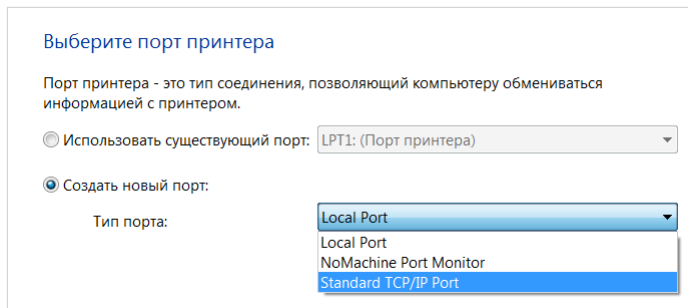 Выберите порт принтера
Порт принтера - это тип соединения, позволяющий компьютеру обмениваться
информацией с принтером.
Использовать существующий порт: LPT1: (Порт принтера)
Создать новый порт:
Тип порта: Local Port
Local Port
NoMachine Port Monitor
Standard TCP/IP Port